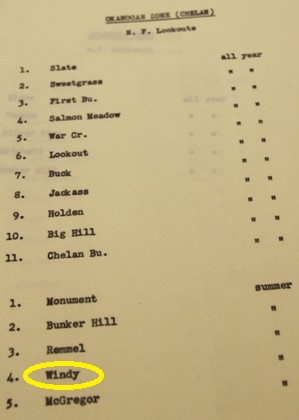 OKANOGAN ZONE (CHELAN)
N. F. Lookouts
1. Slate all year
2. Sweetgrass " "
3. First Bu. " "
4. Salmon Meadow " "
5. War Cr. " "
6. Lookout " "
7. Buck " "
8. Jackass " "
9. Holden " "
10. Big Hill " "
11. Chelan Bu. " "
1. Monument summer
2. Bunker Hill "
3. Remmel "
4. Windy "
5. McGregor "